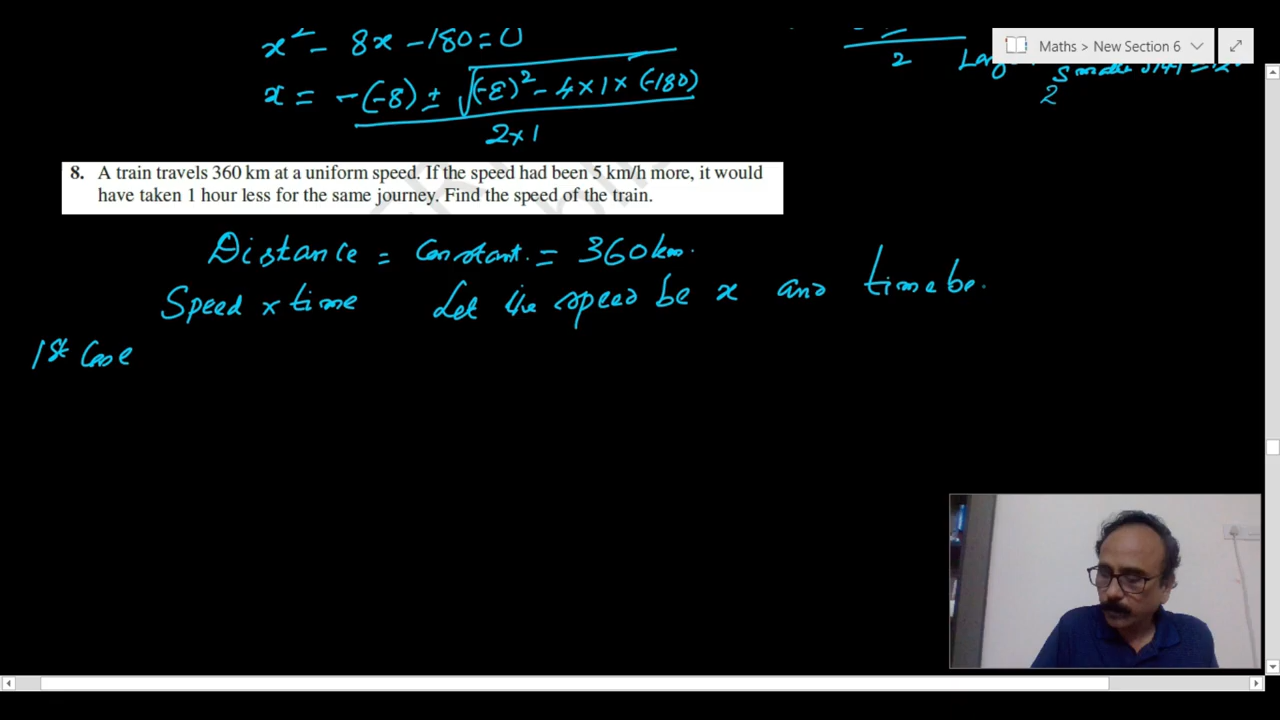 x² - 8x - 180 = 0
2
Maths > New Section 6
x = -(-8) ± √(-8)² - 4 × 1 × (-180)
2 × 1
2
8. A train travels 360 km at a uniform speed. If the speed had been 5 km/h more, it would
have taken 1 hour less for the same journey. Find the speed of the train.
Distance = Constant. = 360 km.
Speed × time Let the speed be x and time be.
1st Case